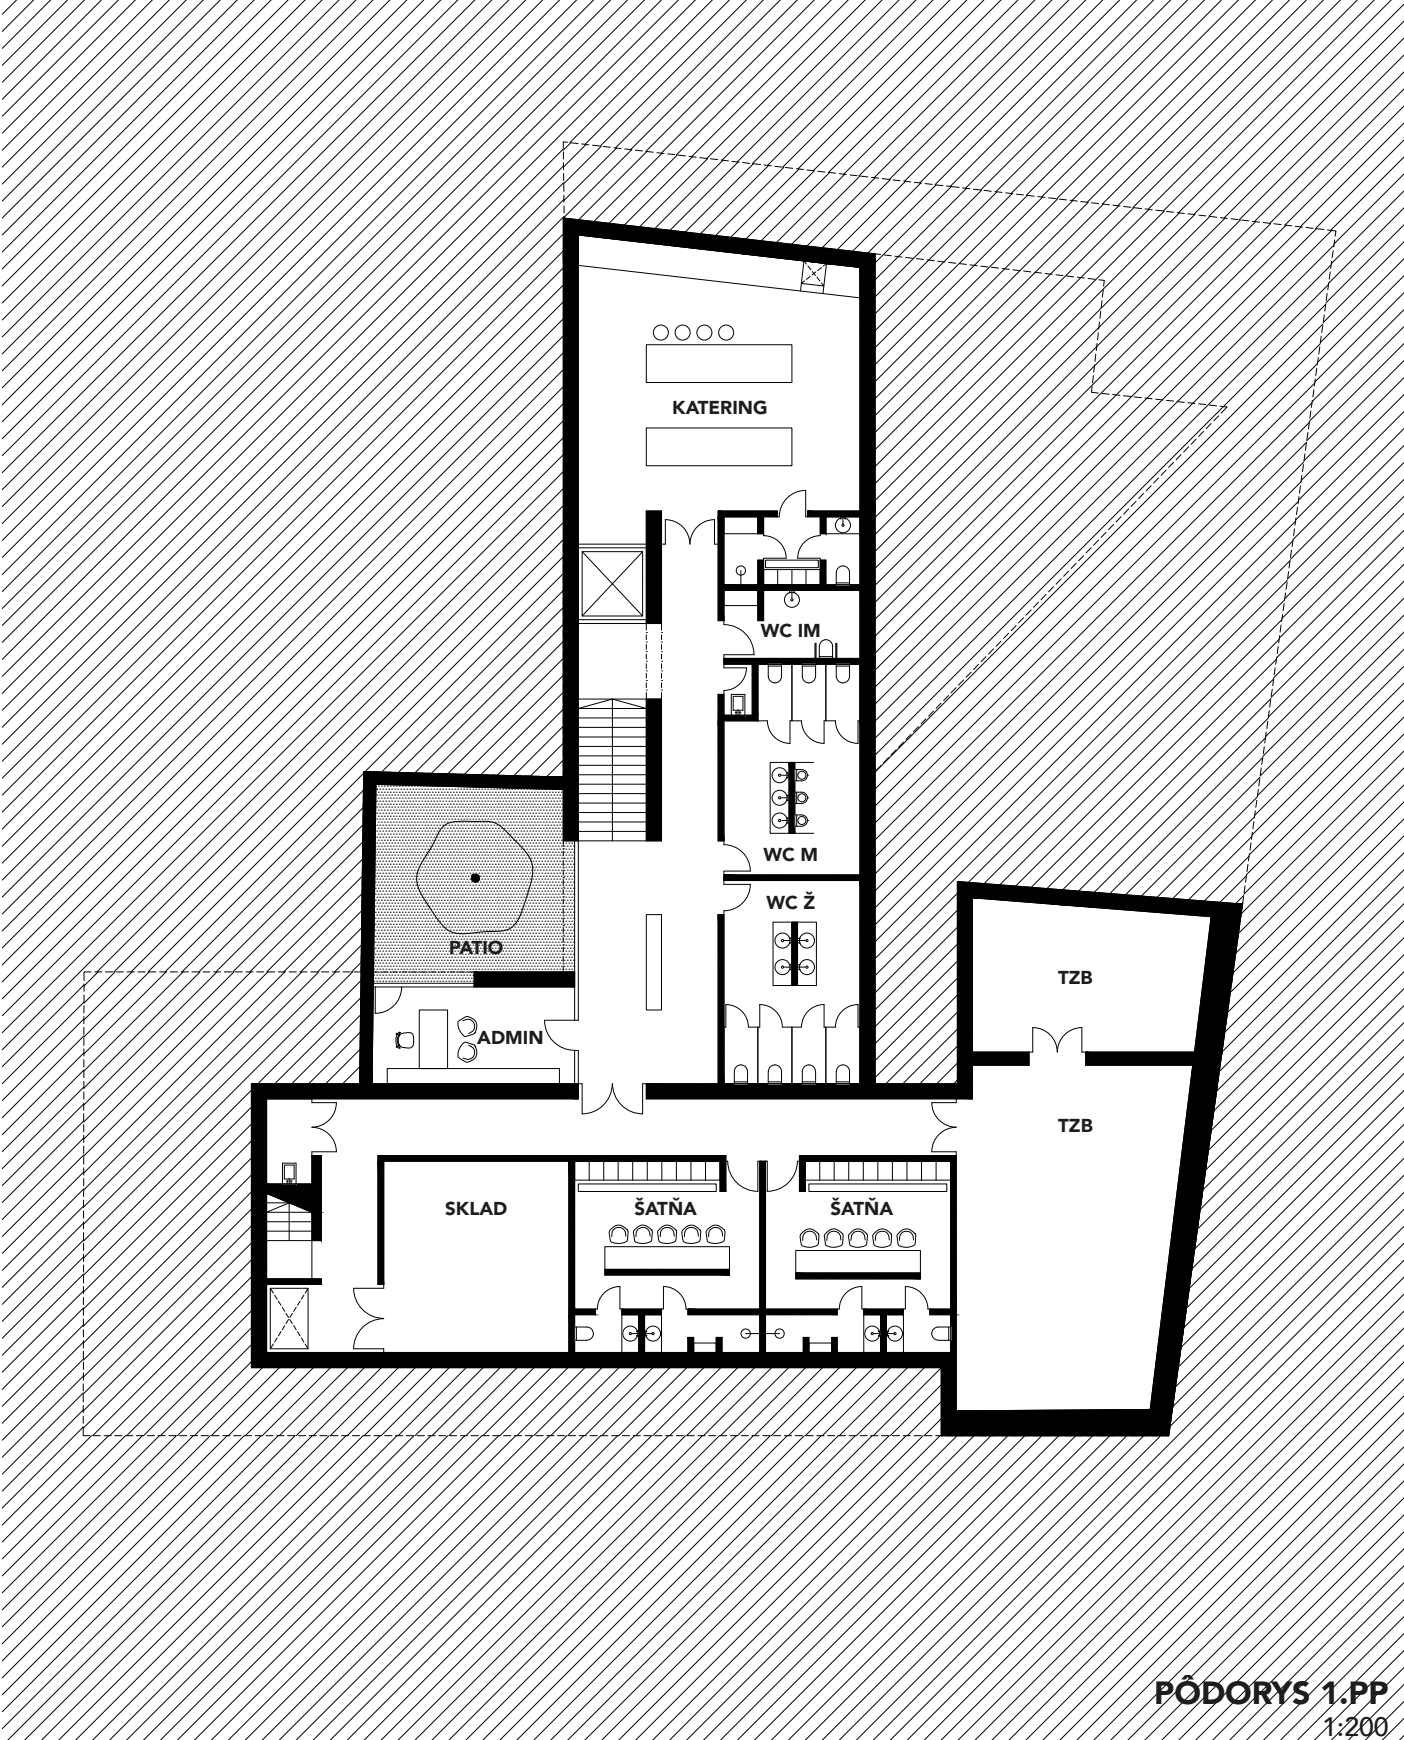 KATERING
WC IM
WC M
WC Ž
PATIO
TZB
ADMIN
TZB
SKLAD
ŠATŇA
ŠATŇA
PÔDORYS 1.PP
1:200